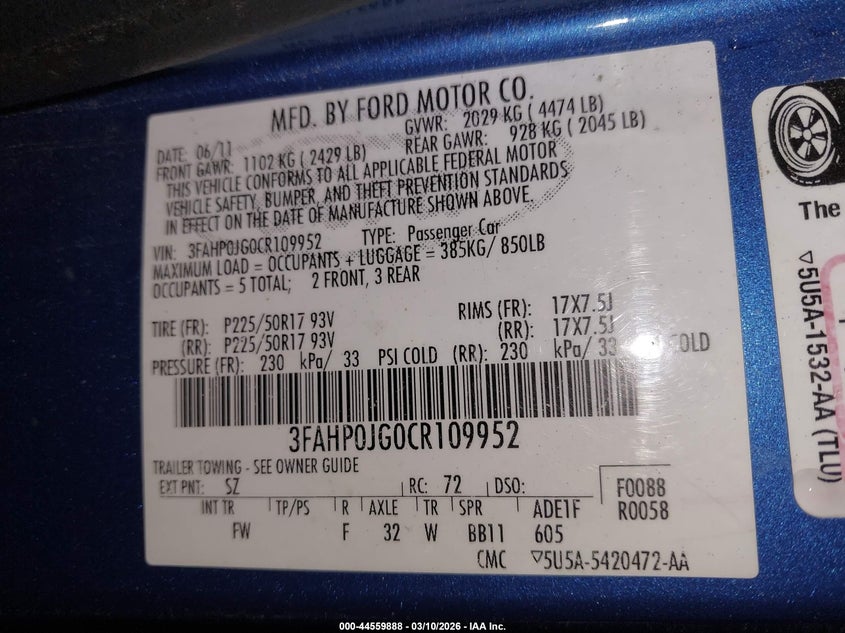 MFD. BY FORD MOTOR CO.
DATE: 06/11 GVWR: 2029 KG ( 4474 LB)
FRONT GAWR: 1102 KG ( 2429 LB) REAR GAWR: 928 KG ( 2045 LB)
THIS VEHICLE CONFORMS TO ALL APPLICABLE FEDERAL MOTOR
VEHICLE SAFETY, BUMPER, AND THEFT PREVENTION STANDARDS
IN EFFECT ON THE DATE OF MANUFACTURE SHOWN ABOVE.
VIN: 3FAHP0JG0CR109952 TYPE: Passenger Car
MAXIMUM LOAD = OCCUPANTS + LUGGAGE = 385KG/ 850LB
OCCUPANTS = 5 TOTAL; 2 FRONT, 3 REAR
TIRE (FR): P225/50R17 93V RIMS (FR): 17X7.5J
(RR): P225/50R17 93V (RR): 17X7.5J
PRESSURE (FR): 230 kPa/ 33 PSI COLD (RR): 230 kPa/ 33 COLD
3FAHP0JG0CR109952
TRAILER TOWING - SEE OWNER GUIDE
EXT PNT: SZ RC: 72 DSO: F0088
INT TR TP/PS R AXLE TR SPR ADE1F R0058
FW F 32 W BB11 605
CMC ▽5U5A-5420472-AA
The
▽5U5A-1532-AA (TLU)
000-44559888 — 03/10/2026 — IAA Inc.